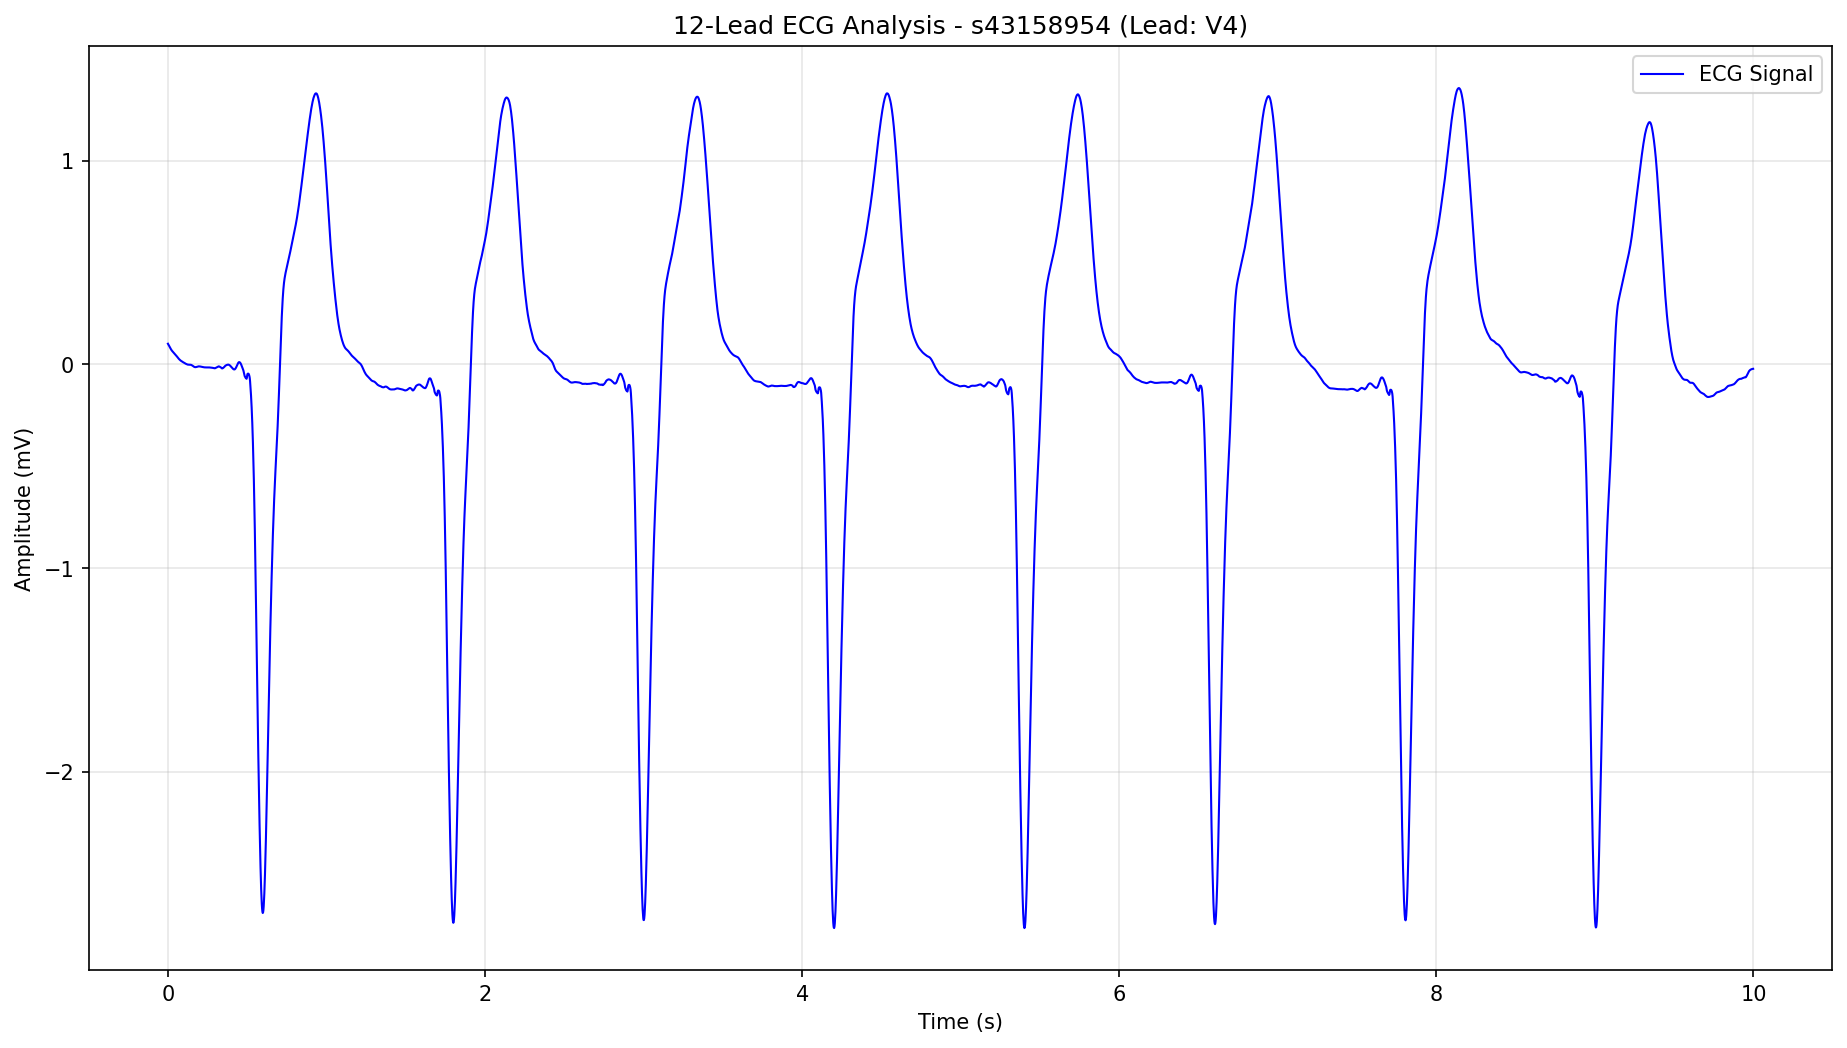 12-Lead ECG Analysis - s43158954 (Lead: V4)
ECG Signal
Amplitude (mV)
1
0
−1
−2
0 2 4 6 8 10
Time (s)